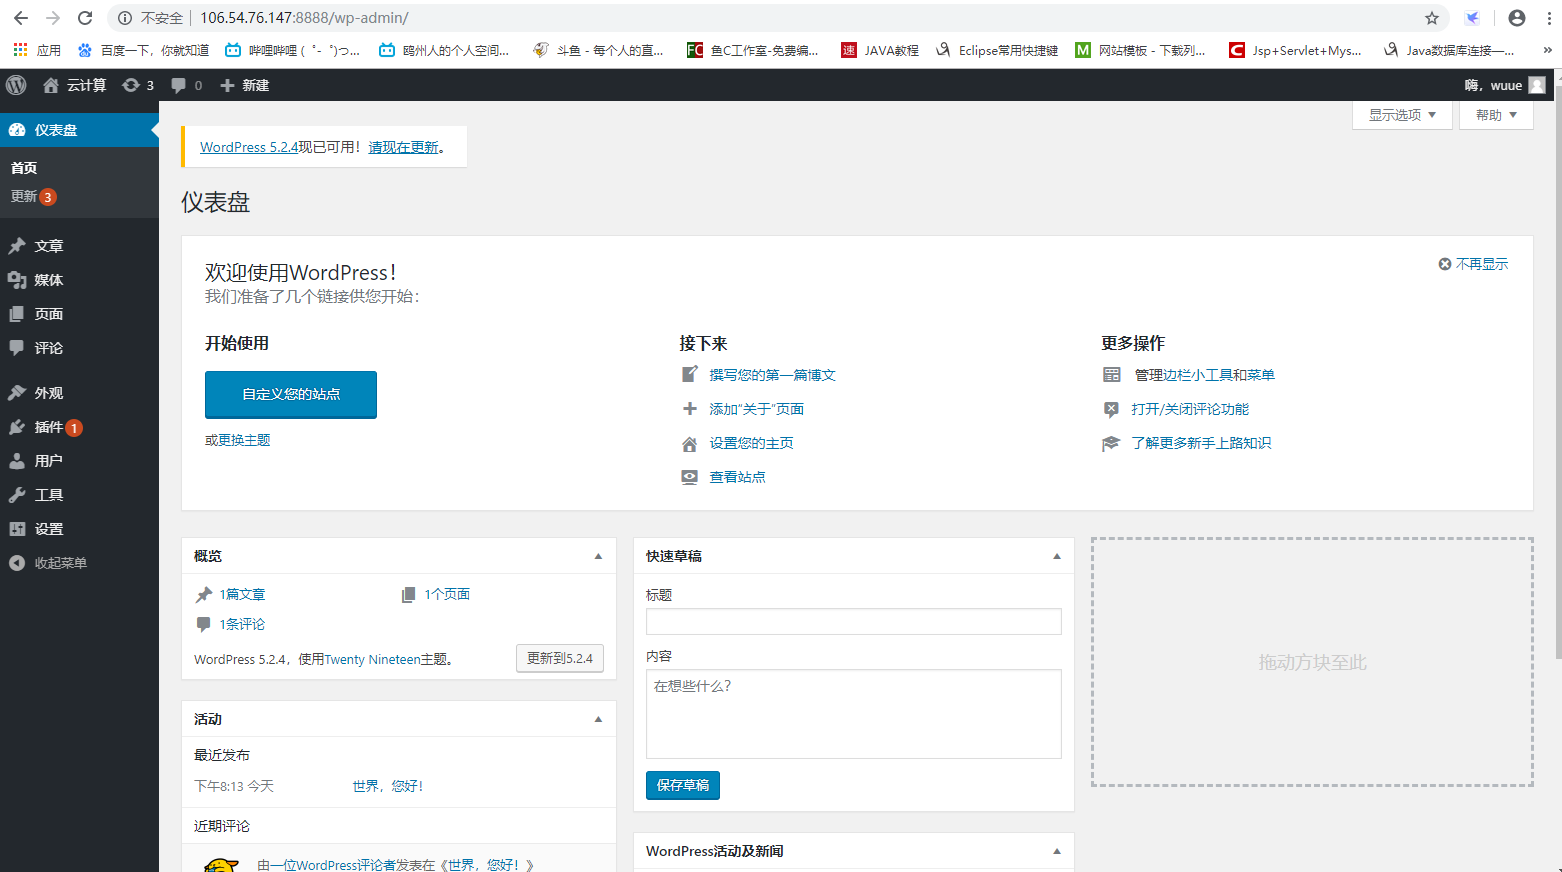 不安全 106.54.76.147:8888/wp-admin/
应用 百度一下，你就知道 哔哩哔哩 ( ゜- ゜)つ... 鸥州人的个人空间... 斗鱼 - 每个人的直... 鱼C工作室-免费编... JAVA教程 Eclipse常用快捷键 网站模板 - 下载列... Jsp+Servlet+Mys... Java数据库连接—... »
云计算 3 0 新建 嗨，wuue
仪表盘
首页
更新 3
文章
媒体
页面
评论
外观
插件 1
用户
工具
设置
收起菜单
显示选项 帮助
WordPress 5.2.4现已可用！请现在更新。
仪表盘
欢迎使用WordPress！
不再显示
我们准备了几个链接供您开始：
开始使用
自定义您的站点
或更换主题
接下来
撰写您的第一篇博文
添加“关于”页面
设置您的主页
查看站点
更多操作
管理边栏小工具和菜单
打开/关闭评论功能
了解更多新手上路知识
概览
1篇文章 1个页面
1条评论
WordPress 5.2.4，使用Twenty Nineteen主题。 更新到5.2.4
活动
最近发布
下午8:13 今天 世界，您好！
近期评论
由一位WordPress评论者发表在《世界，您好！》
快速草稿
标题
内容
在想些什么？
保存草稿
WordPress活动及新闻
拖动方块至此